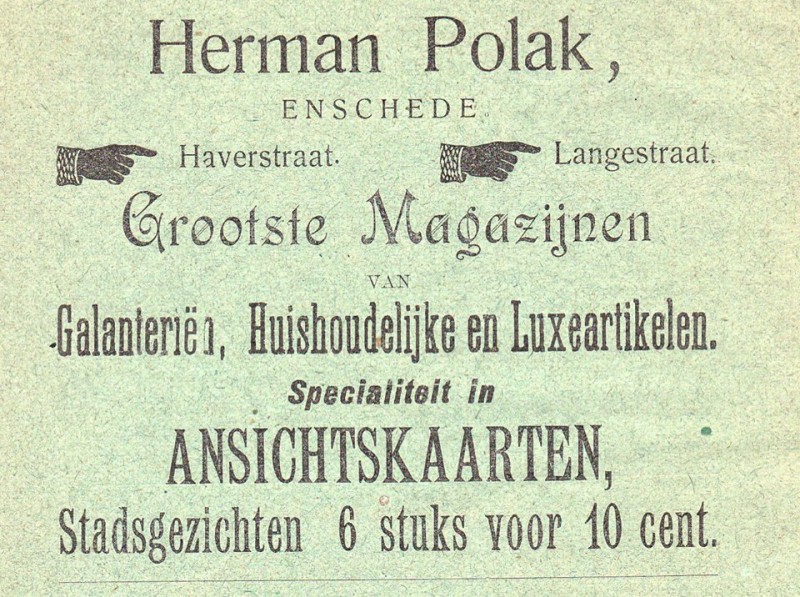 Herman Polak,
ENSCHEDE.
Haverstraat. Langestraat.
Grootste Magazijnen
VAN
Galanteriën, Huishoudelijke en Luxeartikelen.
Specialiteit in
ANSICHTSKAARTEN,
Stadsgezichten 6 stuks voor 10 cent.